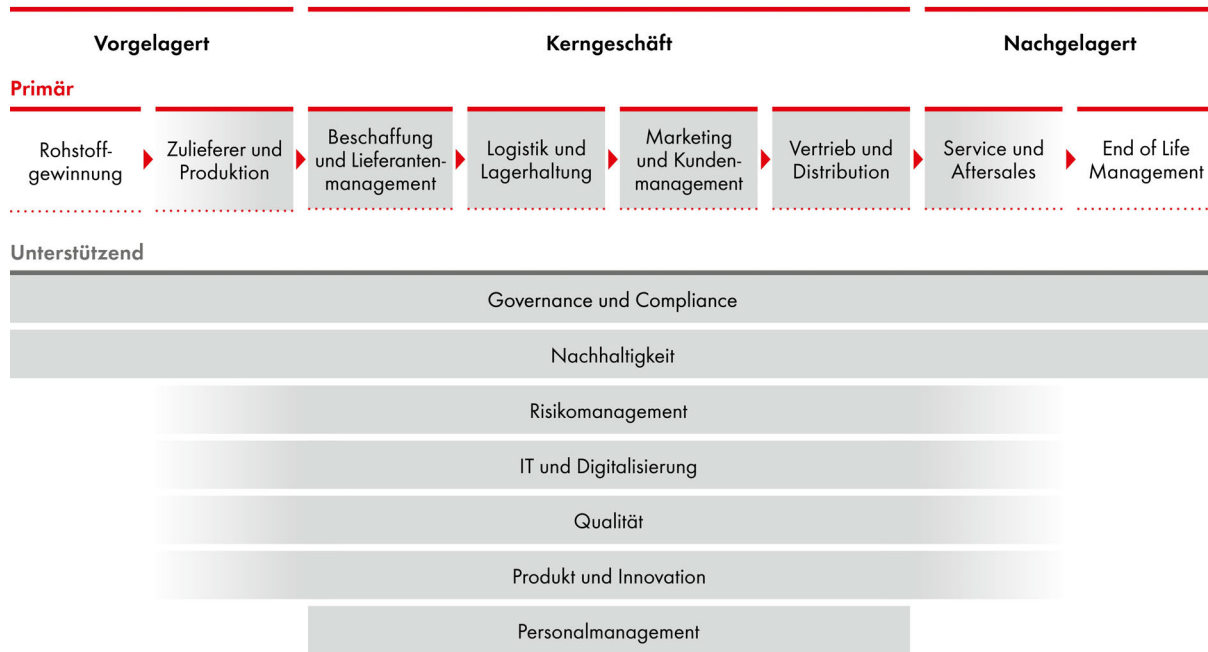 Vorgelagert
Kerngeschäft
Nachgelagert
Primär
Rohstoff-
gewinnung
Zulieferer und
Produktion
Beschaffung
und Lieferanten-
management
Logistik und
Lagerhaltung
Marketing
und Kunden-
management
Vertrieb und
Distribution
Service und
Aftersales
End of Life
Management
Unterstützend
Governance und Compliance
Nachhaltigkeit
Risikomanagement
IT und Digitalisierung
Qualität
Produkt und Innovation
Personalmanagement